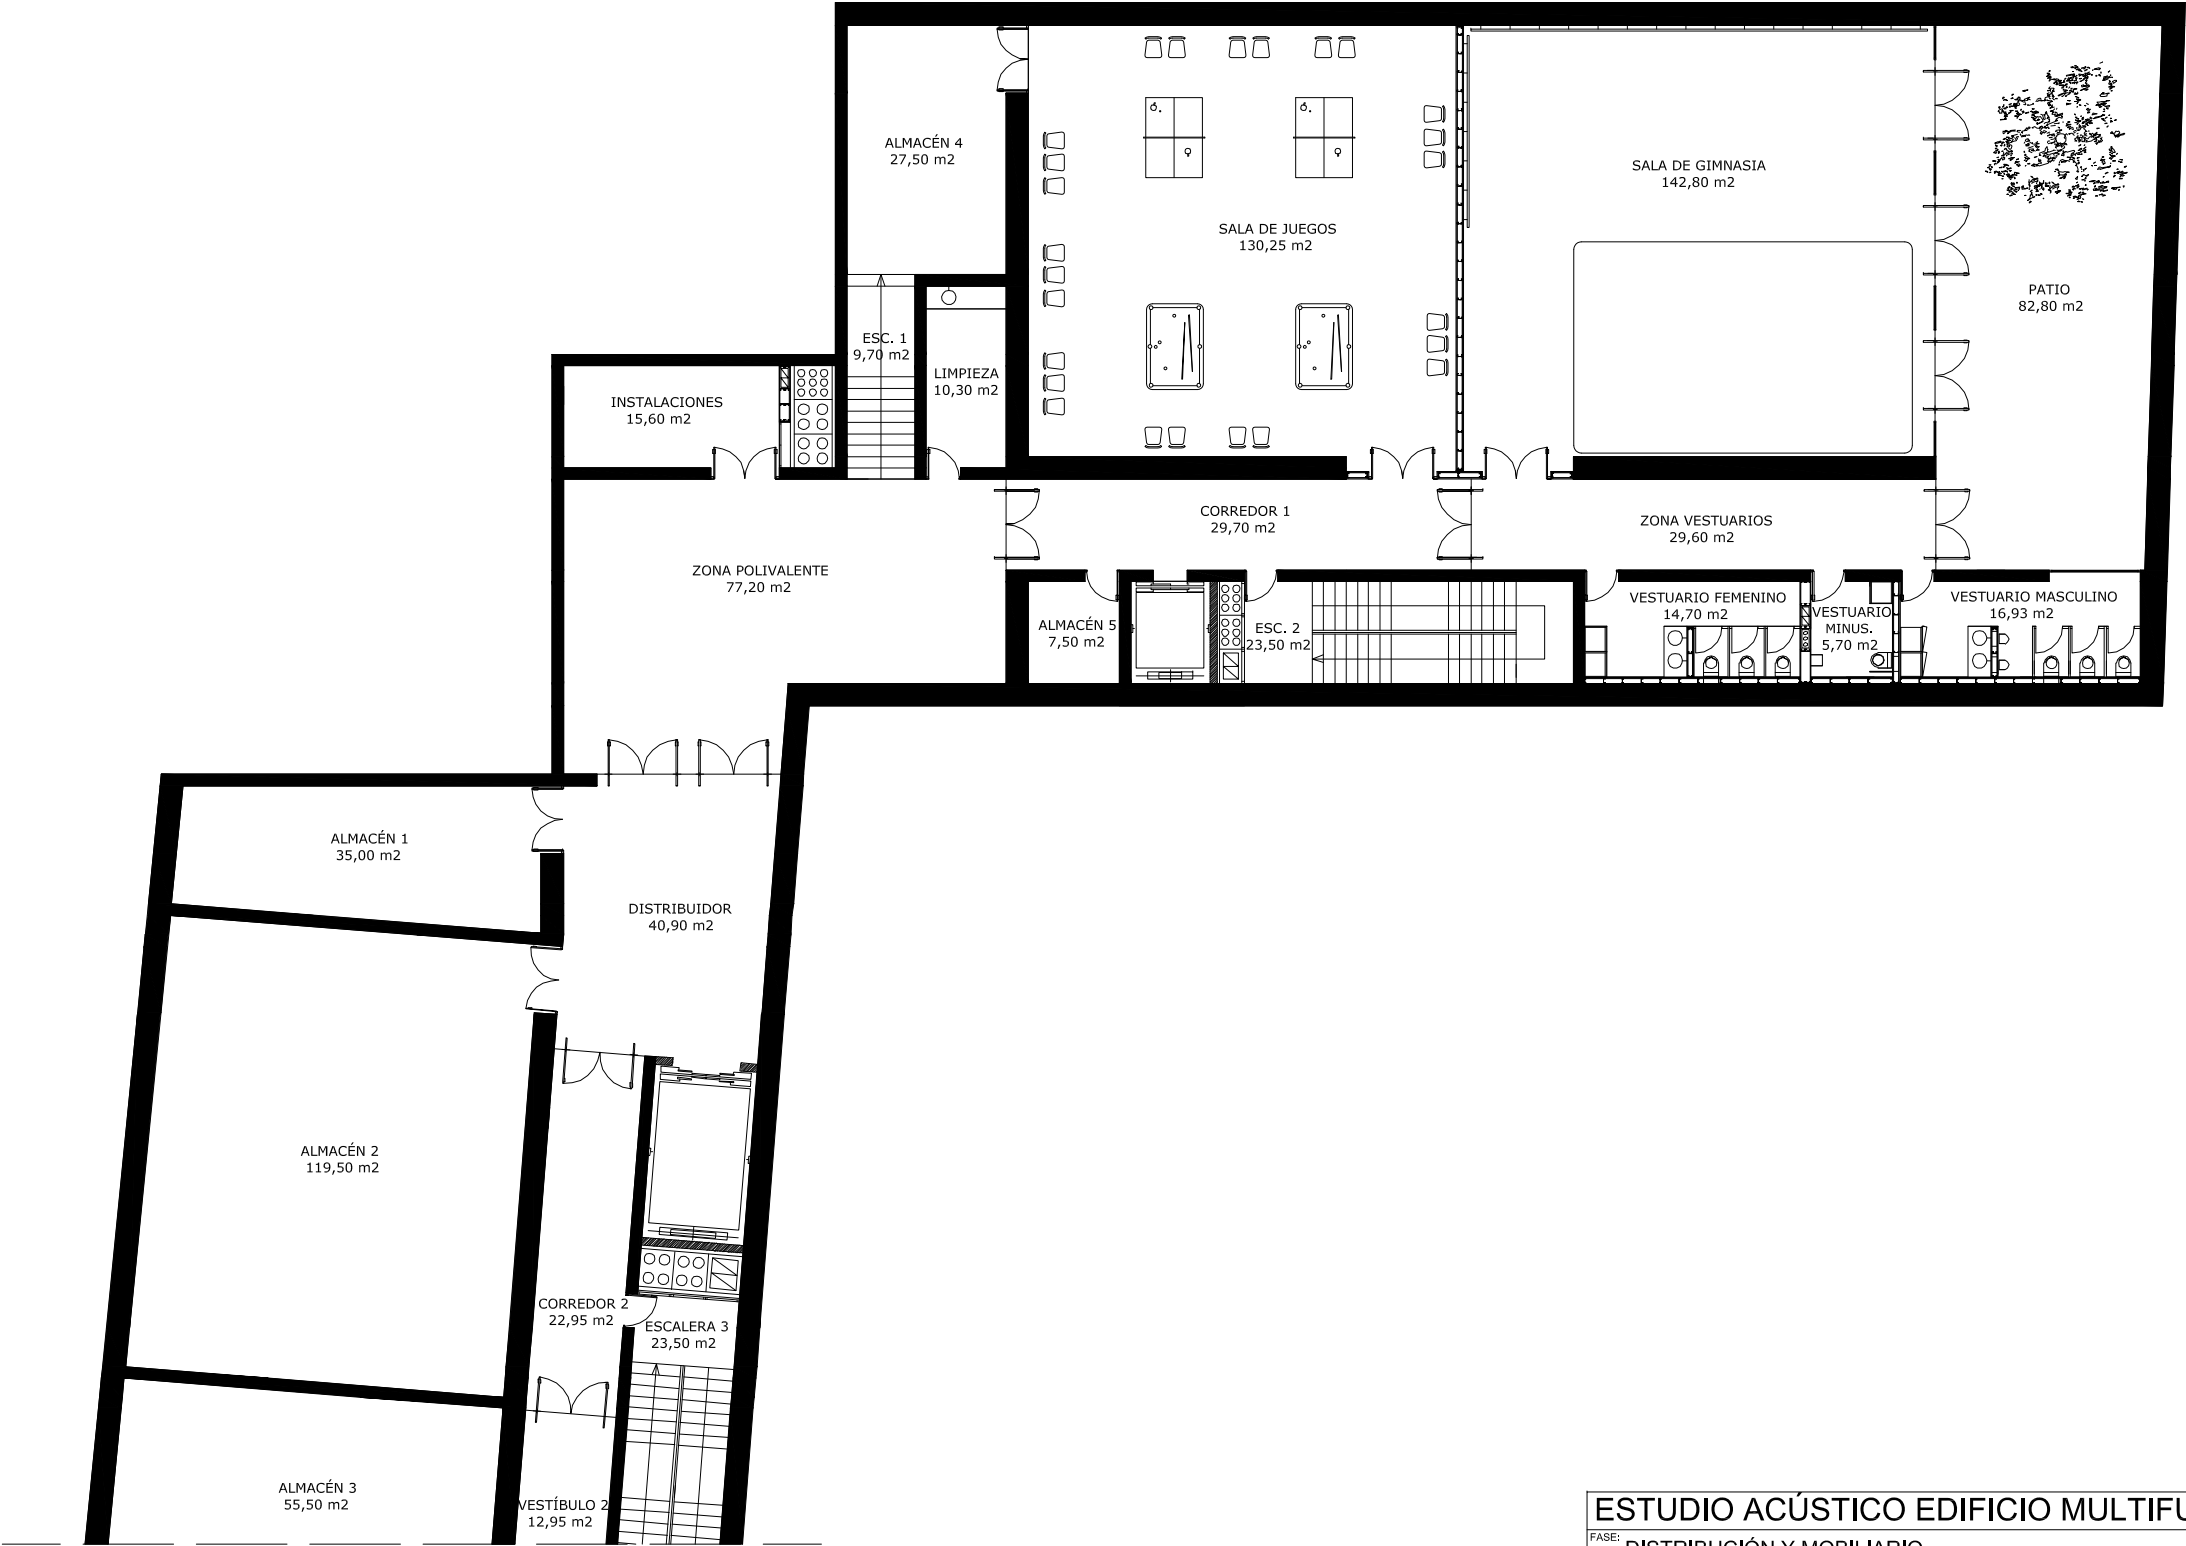 ALMACÉN 4
27,50 m2
SALA DE JUEGOS
130,25 m2
SALA DE GIMNASIA
142,80 m2
PATIO
82,80 m2
ESC. 1
9,70 m2
LIMPIEZA
10,30 m2
INSTALACIONES
15,60 m2
CORREDOR 1
29,70 m2
ZONA VESTUARIOS
29,60 m2
ZONA POLIVALENTE
77,20 m2
ALMACÉN 5
7,50 m2
ESC. 2
23,50 m2
VESTUARIO FEMENINO
14,70 m2
VESTUARIO
MINUS.
5,70 m2
VESTUARIO MASCULINO
16,93 m2
ALMACÉN 1
35,00 m2
DISTRIBUIDOR
40,90 m2
ALMACÉN 2
119,50 m2
CORREDOR 2
22,95 m2
ESCALERA 3
23,50 m2
ALMACÉN 3
55,50 m2
VESTÍBULO 2
12,95 m2
ESTUDIO ACÚSTICO EDIFICIO MULTIFU
FASE: DISTRIBUCIÓN Y MOBILIARIO